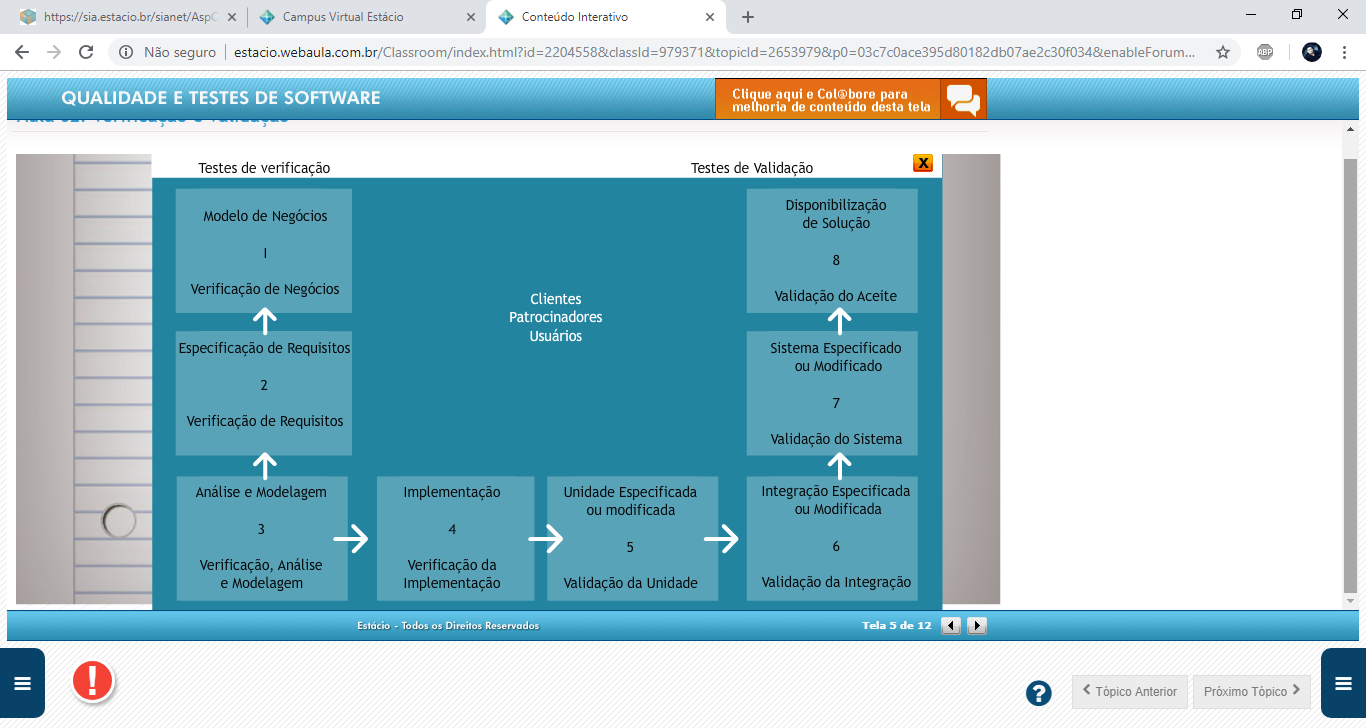 https://sia.estacio.br/sianet/Asp
Campus Virtual Estácio
Conteúdo Interativo
Não seguro
estacio.webaula.com.br/Classroom/index.html?id=2204558&classId=979371&topicId=2653979&p0=03c7c0ace395d80182db07ae2c30f034&enableForum...
ABP
QUALIDADE E TESTES DE SOFTWARE
Clique aqui e Col@bore para
melhoria de conteúdo desta tela
Testes de verificação
Testes de Validação
X
Modelo de Negócios
1
Verificação de Negócios
Especificação de Requisitos
2
Verificação de Requisitos
Análise e Modelagem
3
Verificação, Análise
e Modelagem
Implementação
4
Verificação da
Implementação
Unidade Especificada
ou modificada
5
Validação da Unidade
Integração Especificada
ou Modificada
6
Validação da Integração
Sistema Especificado
ou Modificado
7
Validação do Sistema
Disponibilização
de Solução
8
Validação do Aceite
Clientes
Patrocinadores
Usuários
Estácio - Todos os Direitos Reservados
Tela 5 de 12
!
?
Tópico Anterior
Próximo Tópico